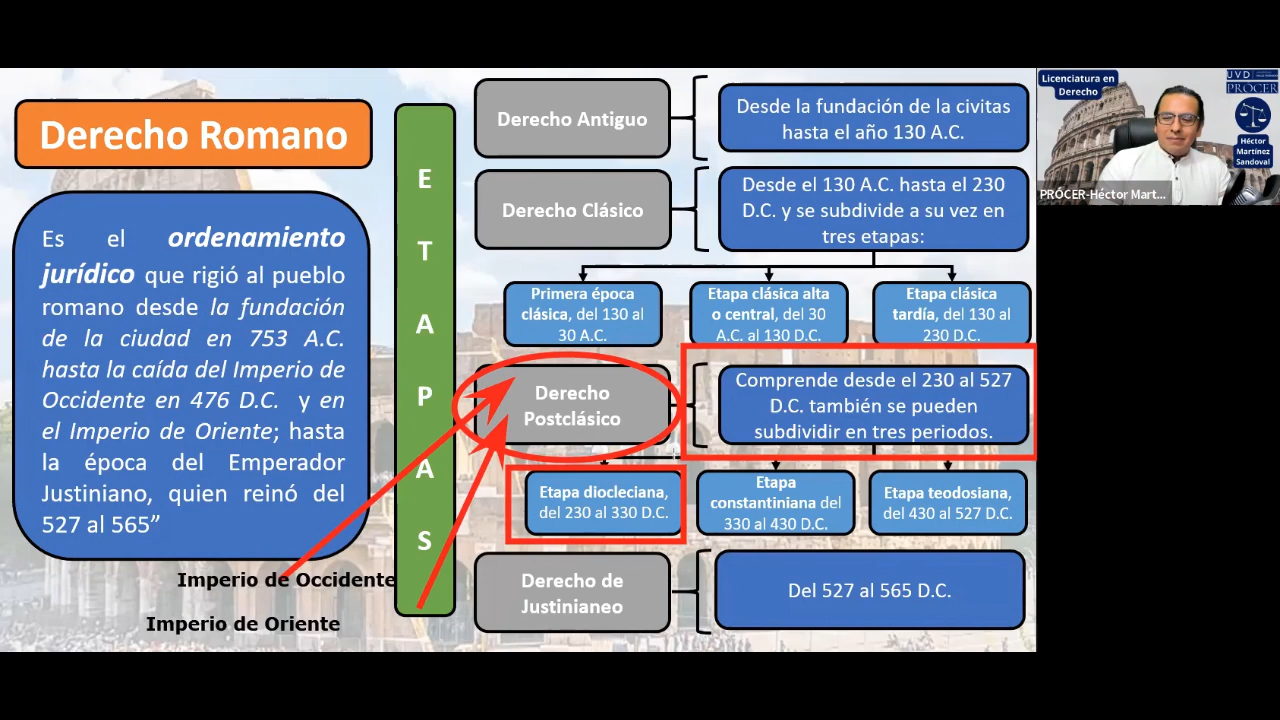 Derecho Romano
Es el ordenamiento
jurídico que rigió al pueblo
romano desde la fundación
de la ciudad en 753 A.C.
hasta la caída del Imperio de
Occidente en 476 D.C. y en
el Imperio de Oriente; hasta
la época del Emperador
Justiniano, quien reinó del
527 al 565”
Imperio de Occidente
Imperio de Oriente
E
T
A
P
A
S
Derecho Antiguo
Desde la fundación de la civitas
hasta el año 130 A.C.
Derecho Clásico
Desde el 130 A.C. hasta el 230
D.C. y se subdivide a su vez en
tres etapas:
Primera época
clásica, del 130 al
30 A.C.
Etapa clásica alta
o central, del 30
A.C. al 130 D.C.
Etapa clásica
tardía, del 130 al
230 D.C.
Derecho
Postclásico
Comprende desde el 230 al 527
D.C. también se pueden
subdividir en tres periodos.
Etapa diocleciana,
del 230 al 330 D.C.
Etapa
constantiniana del
330 al 430 D.C.
Etapa teodosiana,
del 430 al 527 D.C.
Derecho de
Justinianeo
Del 527 al 565 D.C.
Licenciatura en
Derecho
UVD
PRÓCER
Héctor
Martínez
Sandoval
PRÓCER-Héctor Mart...